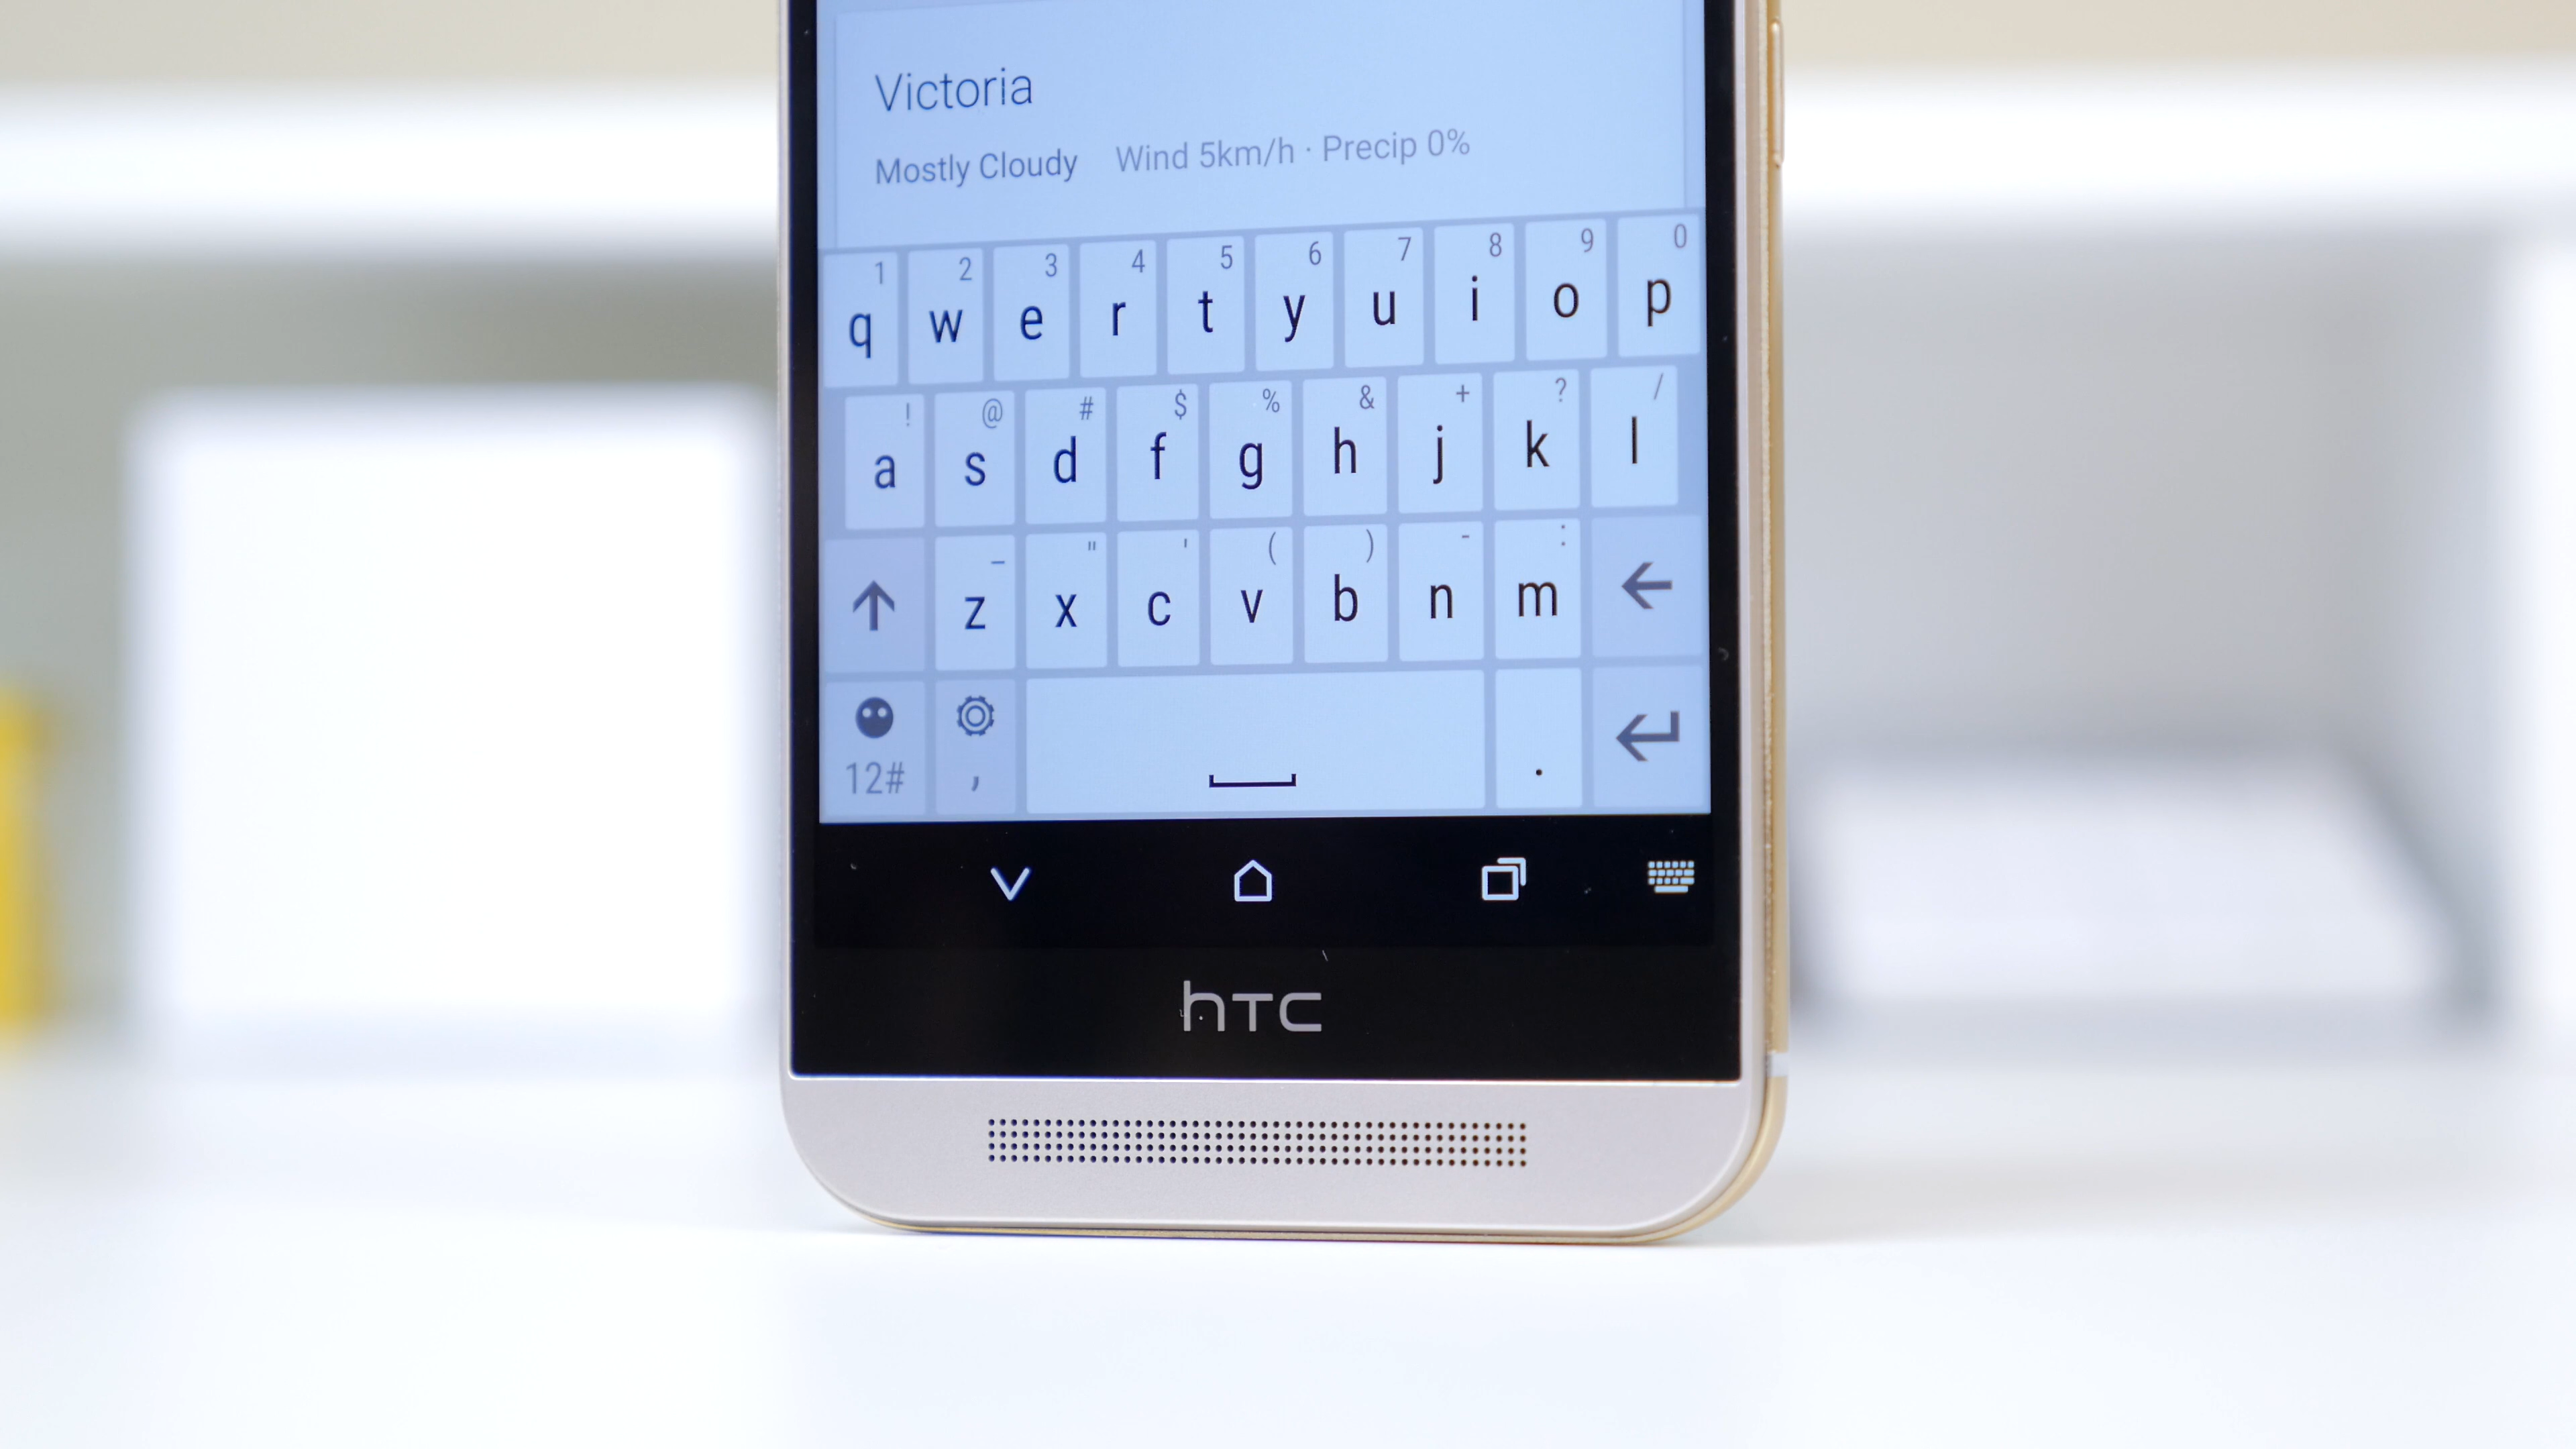 Victoria
Mostly Cloudy Wind 5km/h · Precip 0%
1 2 3 4 5 6 7 8 9 0
q w e r t y u i o p
! @ # $ % & + ? /
a s d f g h j k l
_ " ' ( ) - :
z x c v b n m
12# , .
hTC